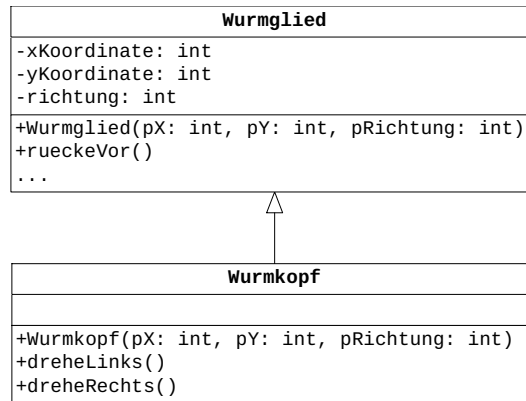 Wurmglied
-xKoordinate: int
-yKoordinate: int
-richtung: int
+Wurmglied(pX: int, pY: int, pRichtung: int)
+rueckeVor()
...
Wurmkopf
+Wurmkopf(pX: int, pY: int, pRichtung: int)
+dreheLinks()
+dreheRechts()